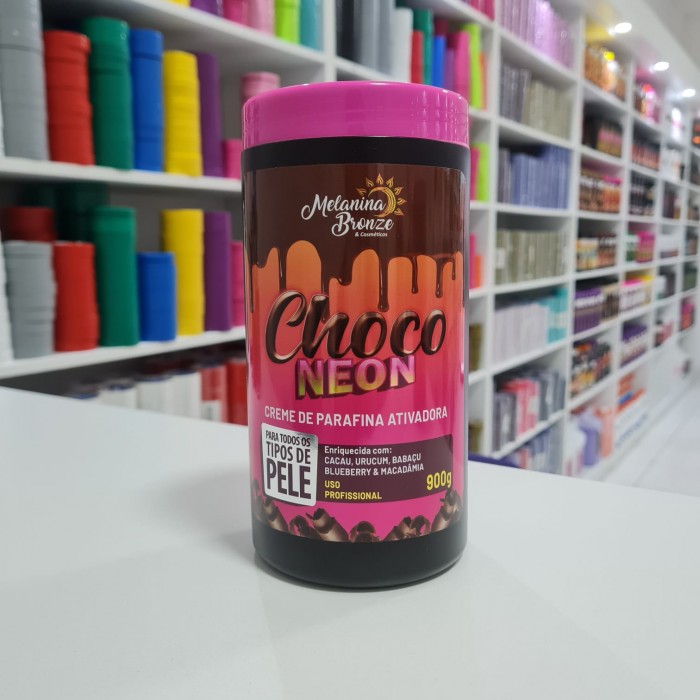 Melanina
Bronze
& Cosméticos
Choco
NEON
CREME DE PARAFINA ATIVADORA
PARA TODOS OS
TIPOS DE
PELE
Enriquecida com:
CACAU, URUCUM, BABAÇU
BLUEBERRY & MACADÂMIA
USO
PROFISSIONAL
900g